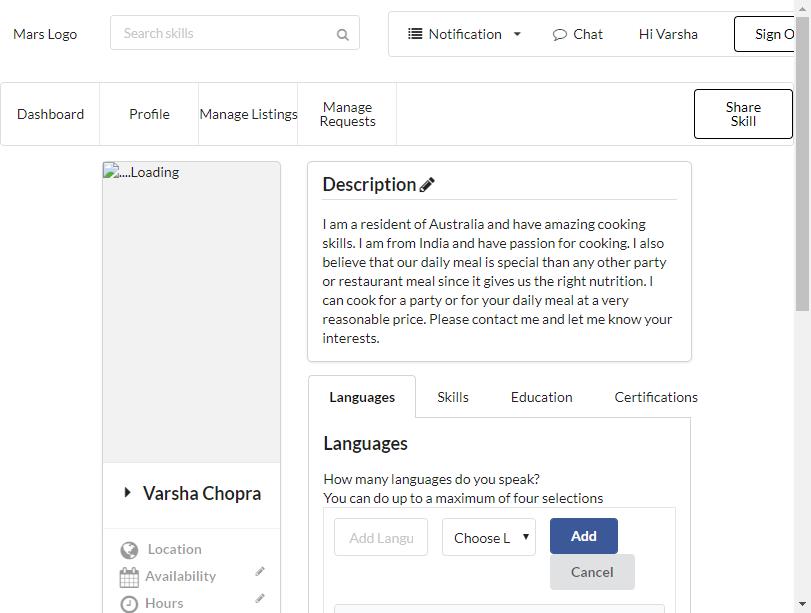 Mars Logo
Search skills
Notification
Chat
Hi Varsha
Sign O
Dashboard
Profile
Manage Listings
Manage
Requests
Share
Skill
....Loading
Description
I am a resident of Australia and have amazing cooking
skills. I am from India and have passion for cooking. I also
believe that our daily meal is special than any other party
or restaurant meal since it gives us the right nutrition. I
can cook for a party or for your daily meal at a very
reasonable price. Please contact me and let me know your
interests.
Languages
Skills
Education
Certifications
Languages
How many languages do you speak?
You can do up to a maximum of four selections
Add Langu
Choose L
Add
Cancel
Varsha Chopra
Location
Availability
Hours